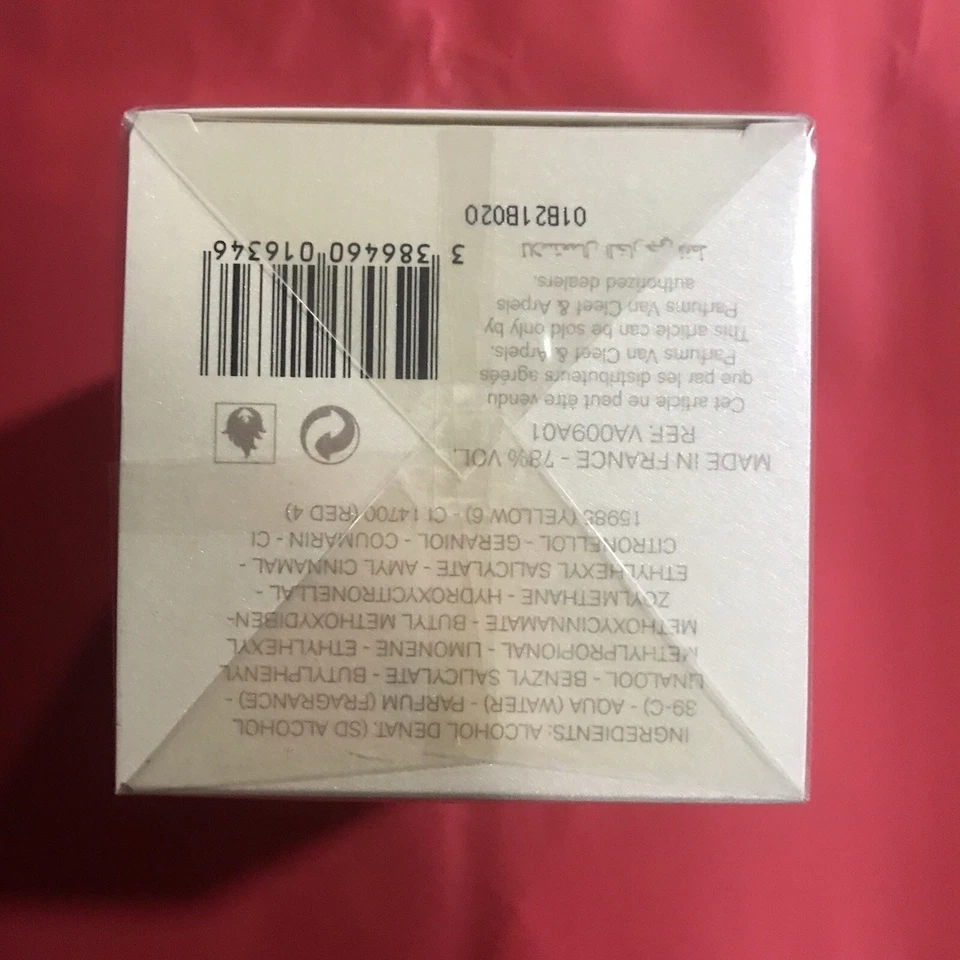 INGREDIENTS: ALCOHOL DENAT. (SD ALCOHOL
39-C) - AQUA (WATER) - PARFUM (FRAGRANCE) -
LINALOOL - BENZYL SALICYLATE - BUTYLPHENYL
METHYLPROPIONAL - LIMONENE - ETHYLHEXYL
METHOXYCINNAMATE - BUTYL METHOXYDIBEN-
ZOYLMETHANE - HYDROXYCITRONELLAL -
ETHYLHEXYL SALICYLATE - AMYL CINNAMAL -
CITRONELLOL - GERANIOL - COUMARIN - CI
15985 (YELLOW 6) - CI 14700 (RED 4)
MADE IN FRANCE - 78% VOL.
REF. VA009A01
Cet article ne peut être vendu
que par les distributeurs agréés
Parfums Van Cleef & Arpels.
This article can be sold only by
Parfums Van Cleef & Arpels
authorized dealers.
للاستعمال الخارجي فقط
01B21B020
3 386460 016346